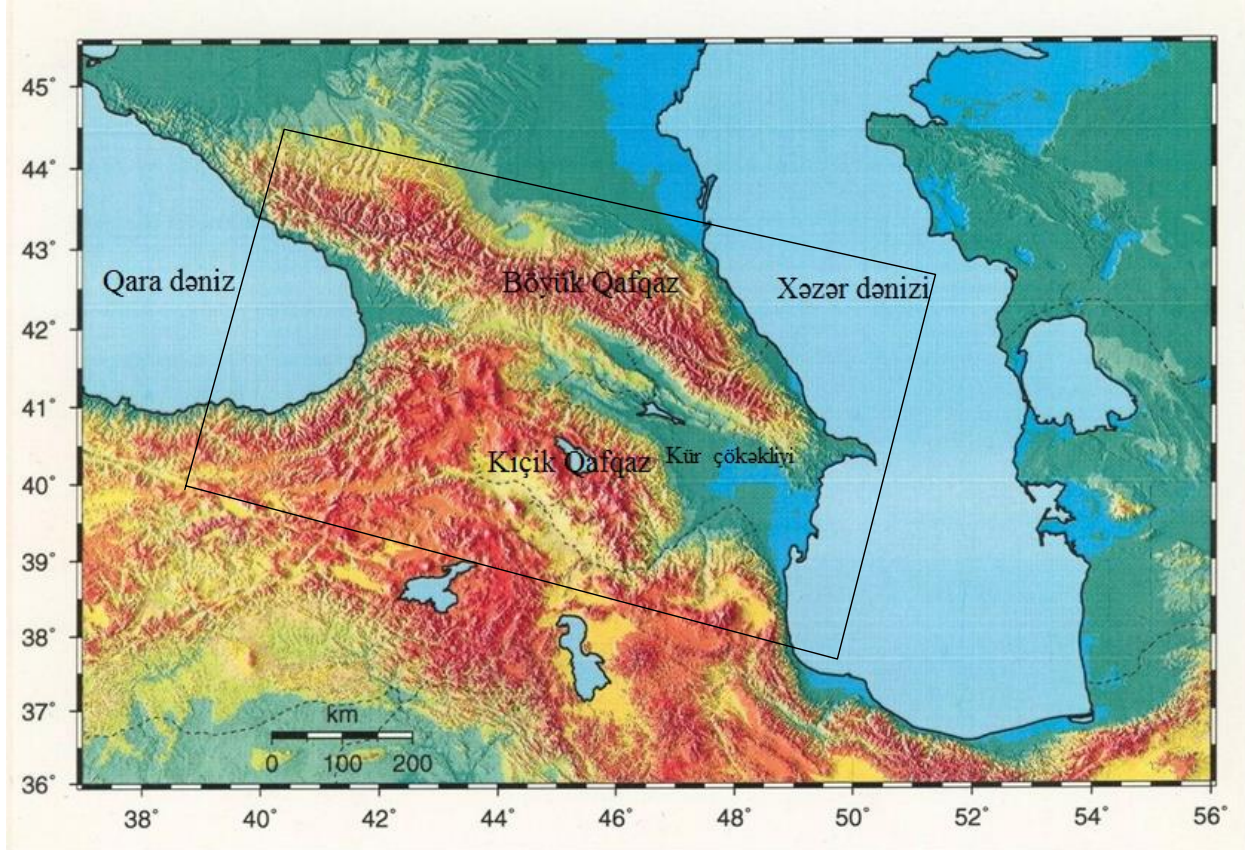 45°
44°
43°
42°
41°
40°
39°
38°
37°
36°
Qara dəniz
Böyük Qafqaz
Xəzər dənizi
Kiçik Qafqaz
Kür çökəkliyi
km
0 100 200
38° 40° 42° 44° 46° 48° 50° 52° 54° 56°